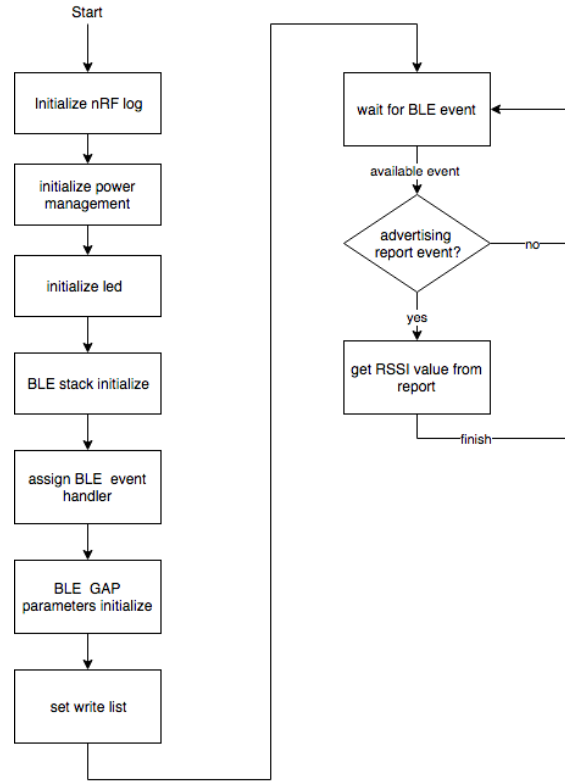 Start
Initialize nRF log
initialize power
management
initialize led
BLE stack initialize
assign BLE event
handler
BLE GAP
parameters initialize
set write list
wait for BLE event
available event
advertising
report event?
no
yes
get RSSI value from
report
finish